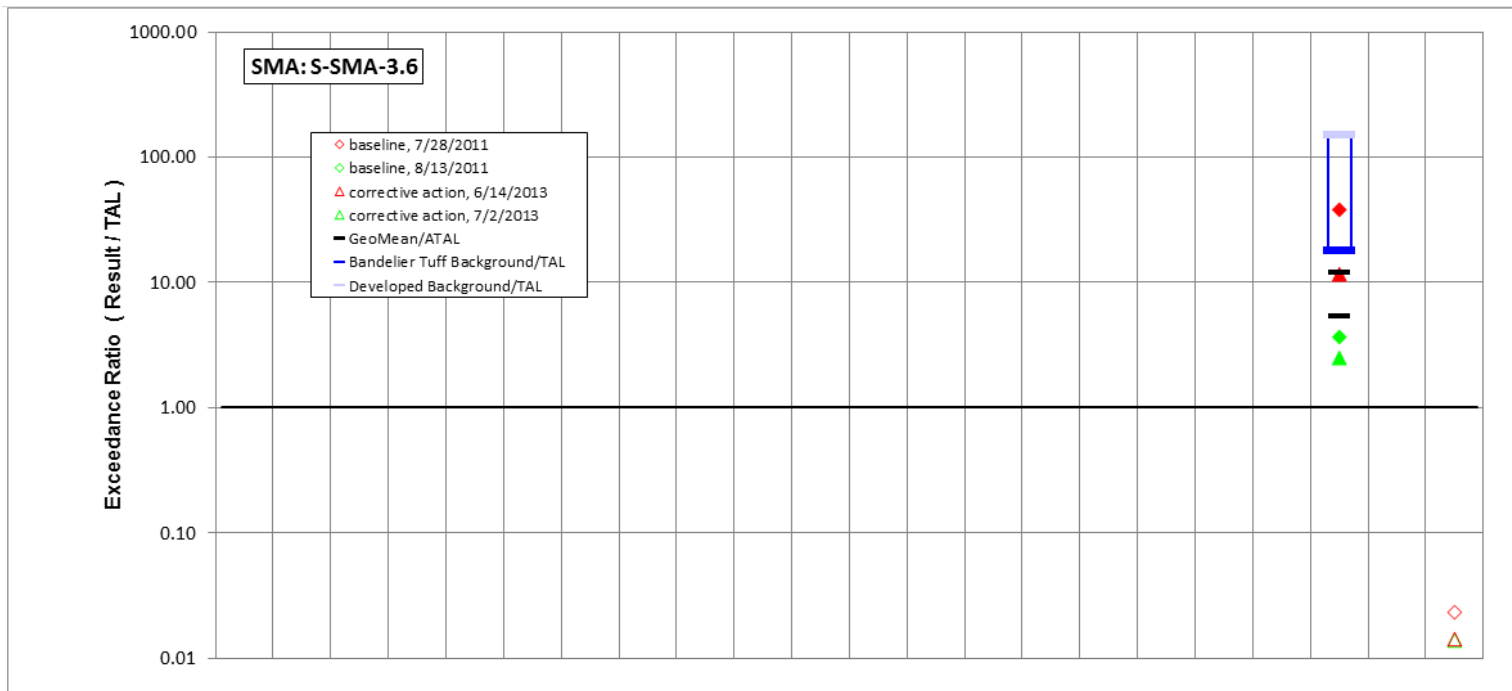 1000.00
SMA: S-SMA-3.6
baseline, 7/28/2011
100.00
baseline, 8/13/2011
corrective action, 6/14/2013
corrective action, 7/2/2013
GeoMean/ATAL
Bandelier Tuff Background/TAL
Developed Background/TAL
10.00
1.00
0.10
0.01
Exceedance Ratio ( Result / TAL )